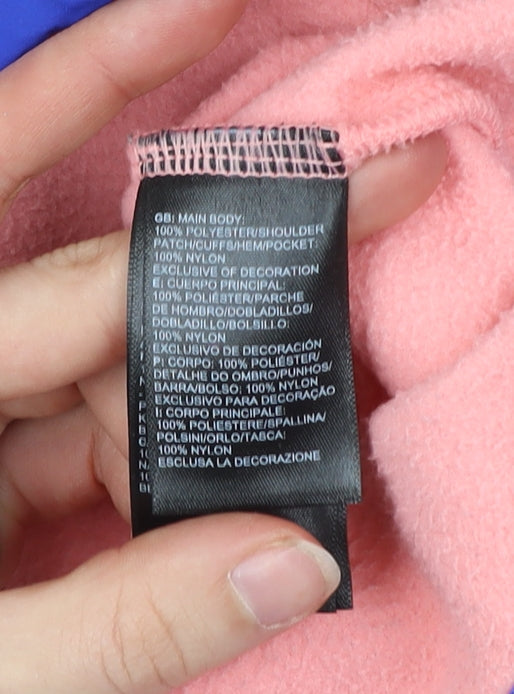 GB: MAIN BODY:
100% POLYESTER/SHOULDER
PATCH/CUFFS/HEM/POCKET:
100% NYLON
EXCLUSIVE OF DECORATION
E: CUERPO PRINCIPAL:
100% POLIÉSTER/PARCHE
DE HOMBRO/DOBLADILLOS/
DOBLADILLO/BOLSILLO:
100% NYLON
EXCLUSIVO DE DECORACIÓN
P: CORPO: 100% POLIÉSTER/
DETALHE DO OMBRO/PUNHOS/
BARRA/BOLSO: 100% NYLON
EXCLUSIVO PARA DECORAÇÃO
I: CORPO PRINCIPALE:
100% POLIESTERE/SPALLINA/
POLSINI/ORLO/TASCA:
100% NYLON
ESCLUSA LA DECORAZIONE